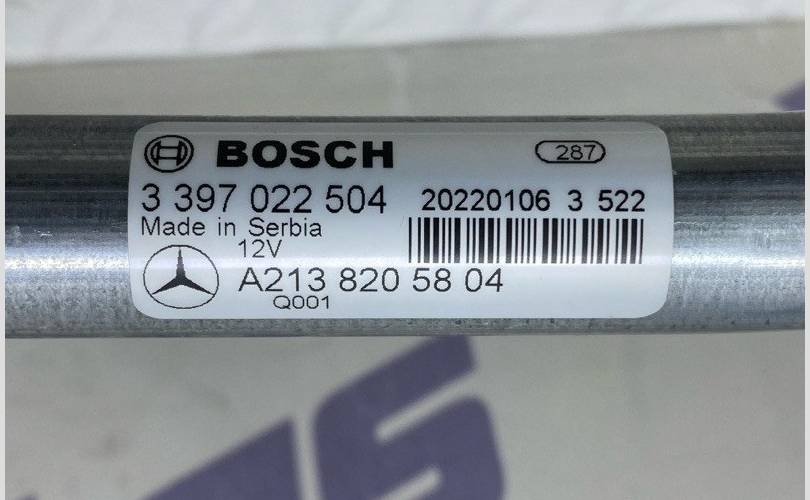 BOSCH
287
3 397 022 504
20220106 3 522
Made in Serbia
12V
A213 820 58 04
Q001